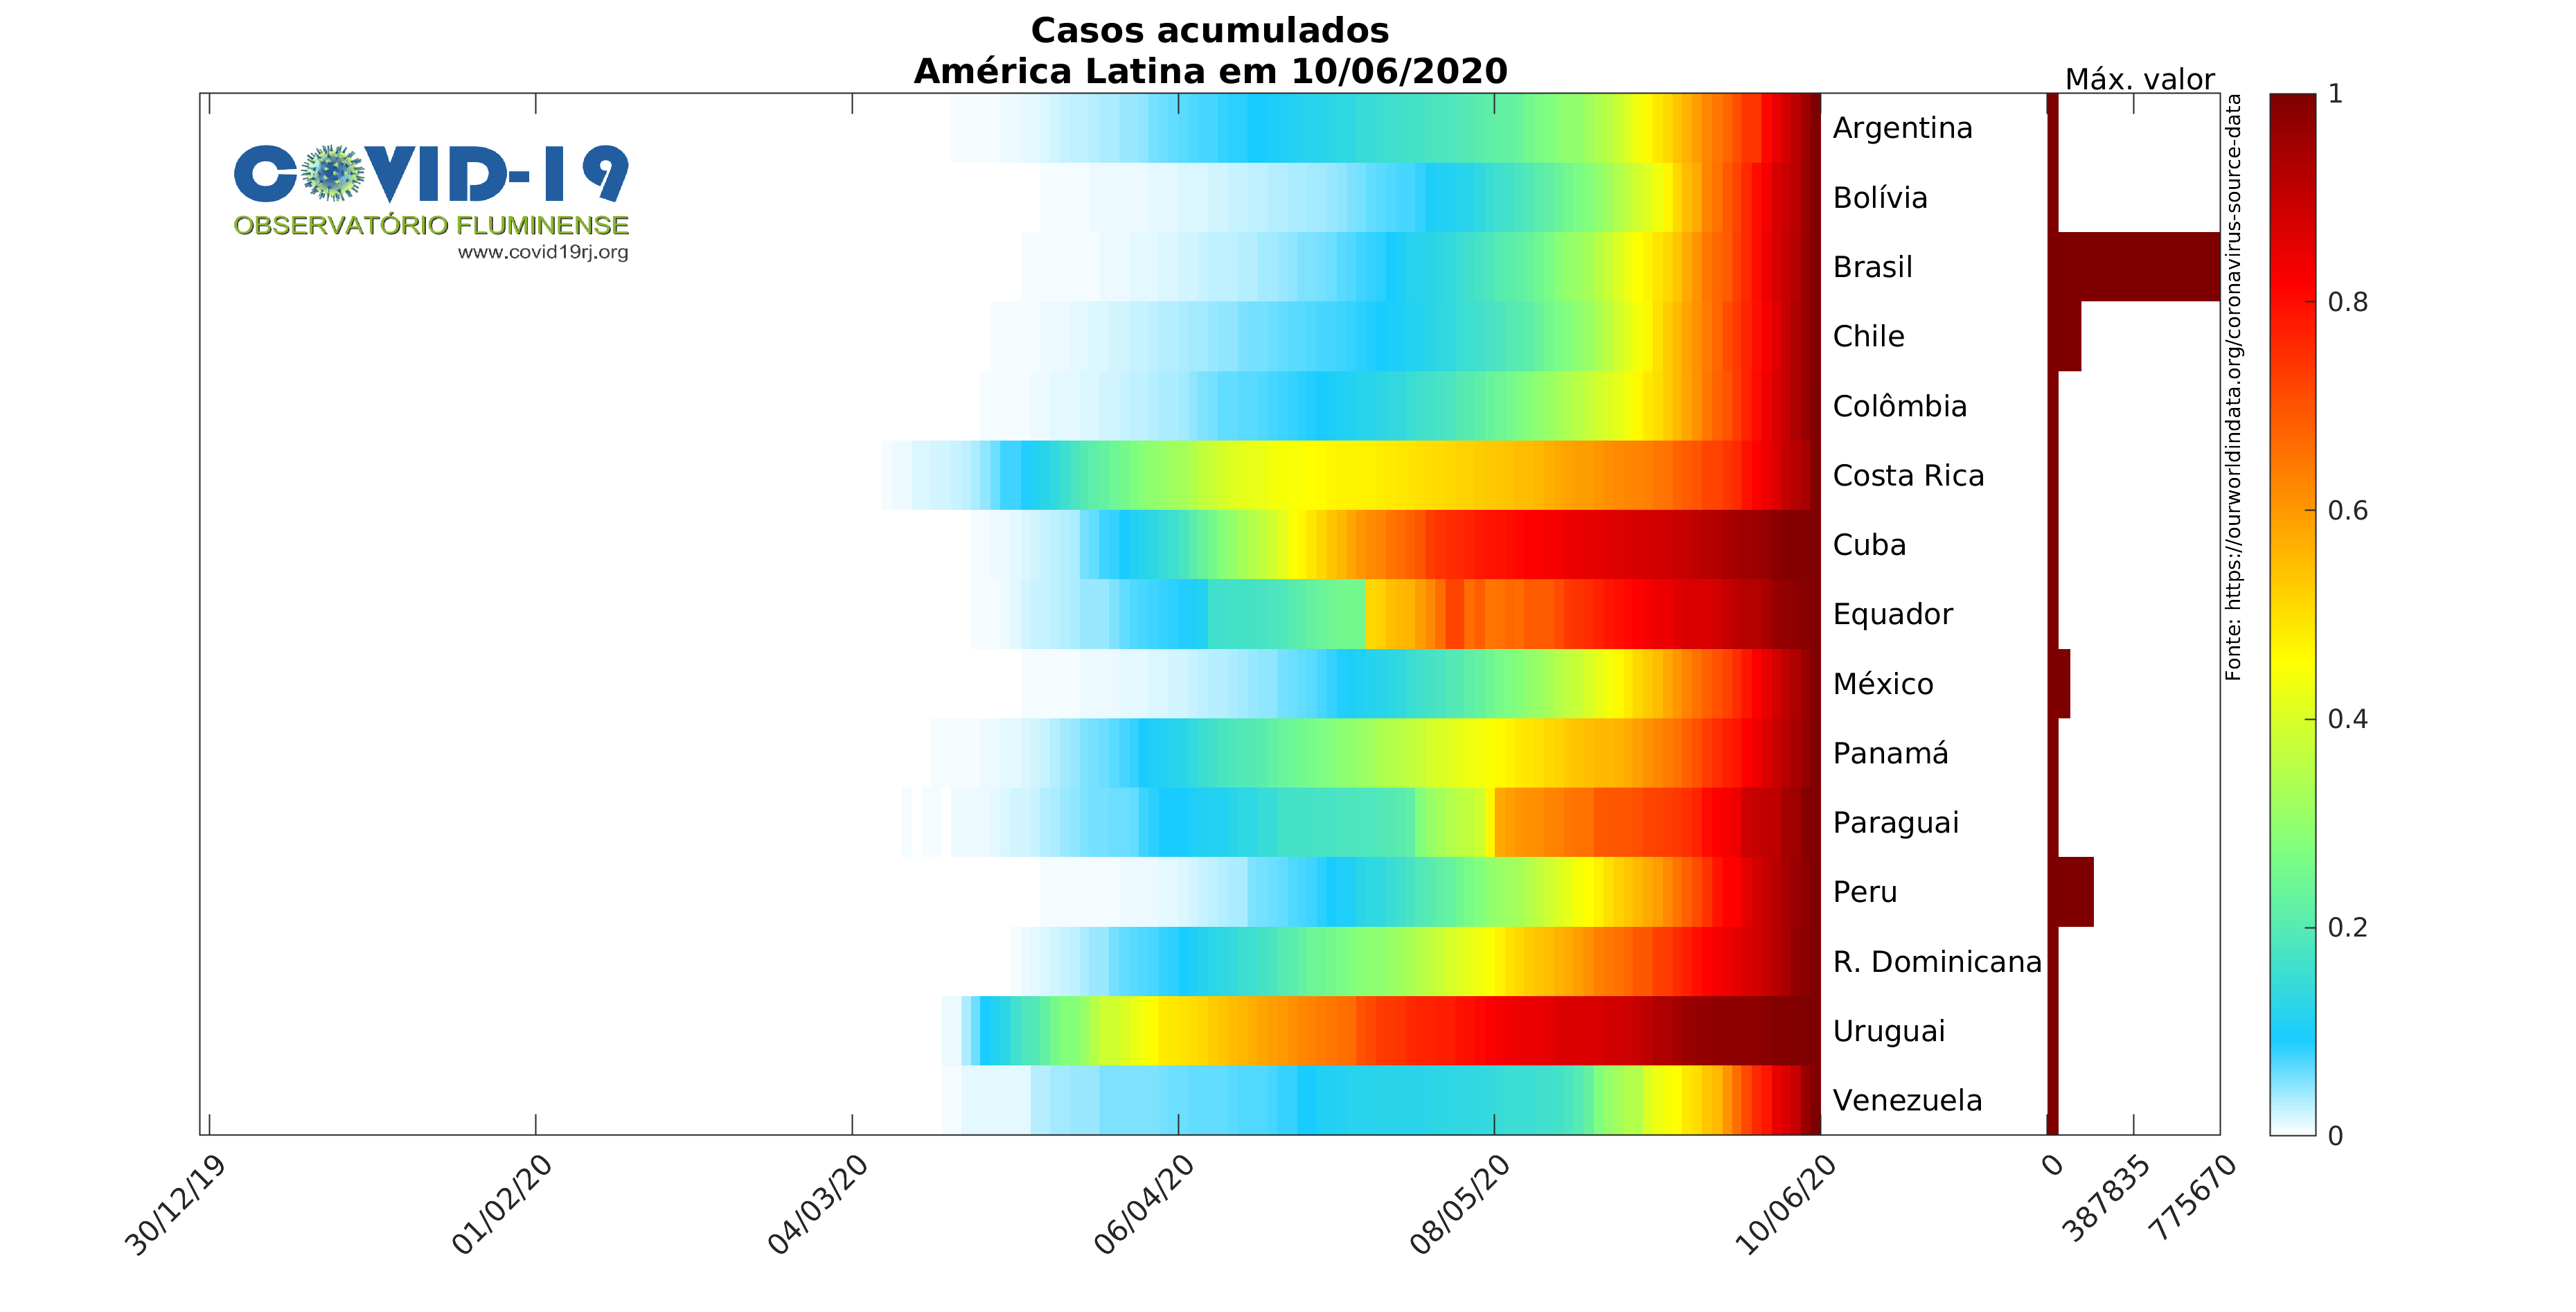 Casos acumulados
América Latina em 10/06/2020
Máx. valor
COVID-19
OBSERVATÓRIO FLUMINENSE
www.covid19rj.org
Argentina
Bolívia
Brasil
Chile
Colômbia
Costa Rica
Cuba
Equador
México
Panamá
Paraguai
Peru
R. Dominicana
Uruguai
Venezuela
Fonte: https://ourworldindata.org/coronavirus-source-data
1
0.8
0.6
0.4
0.2
0
30/12/19
01/02/20
04/03/20
06/04/20
08/05/20
10/06/20
0
387835
775670